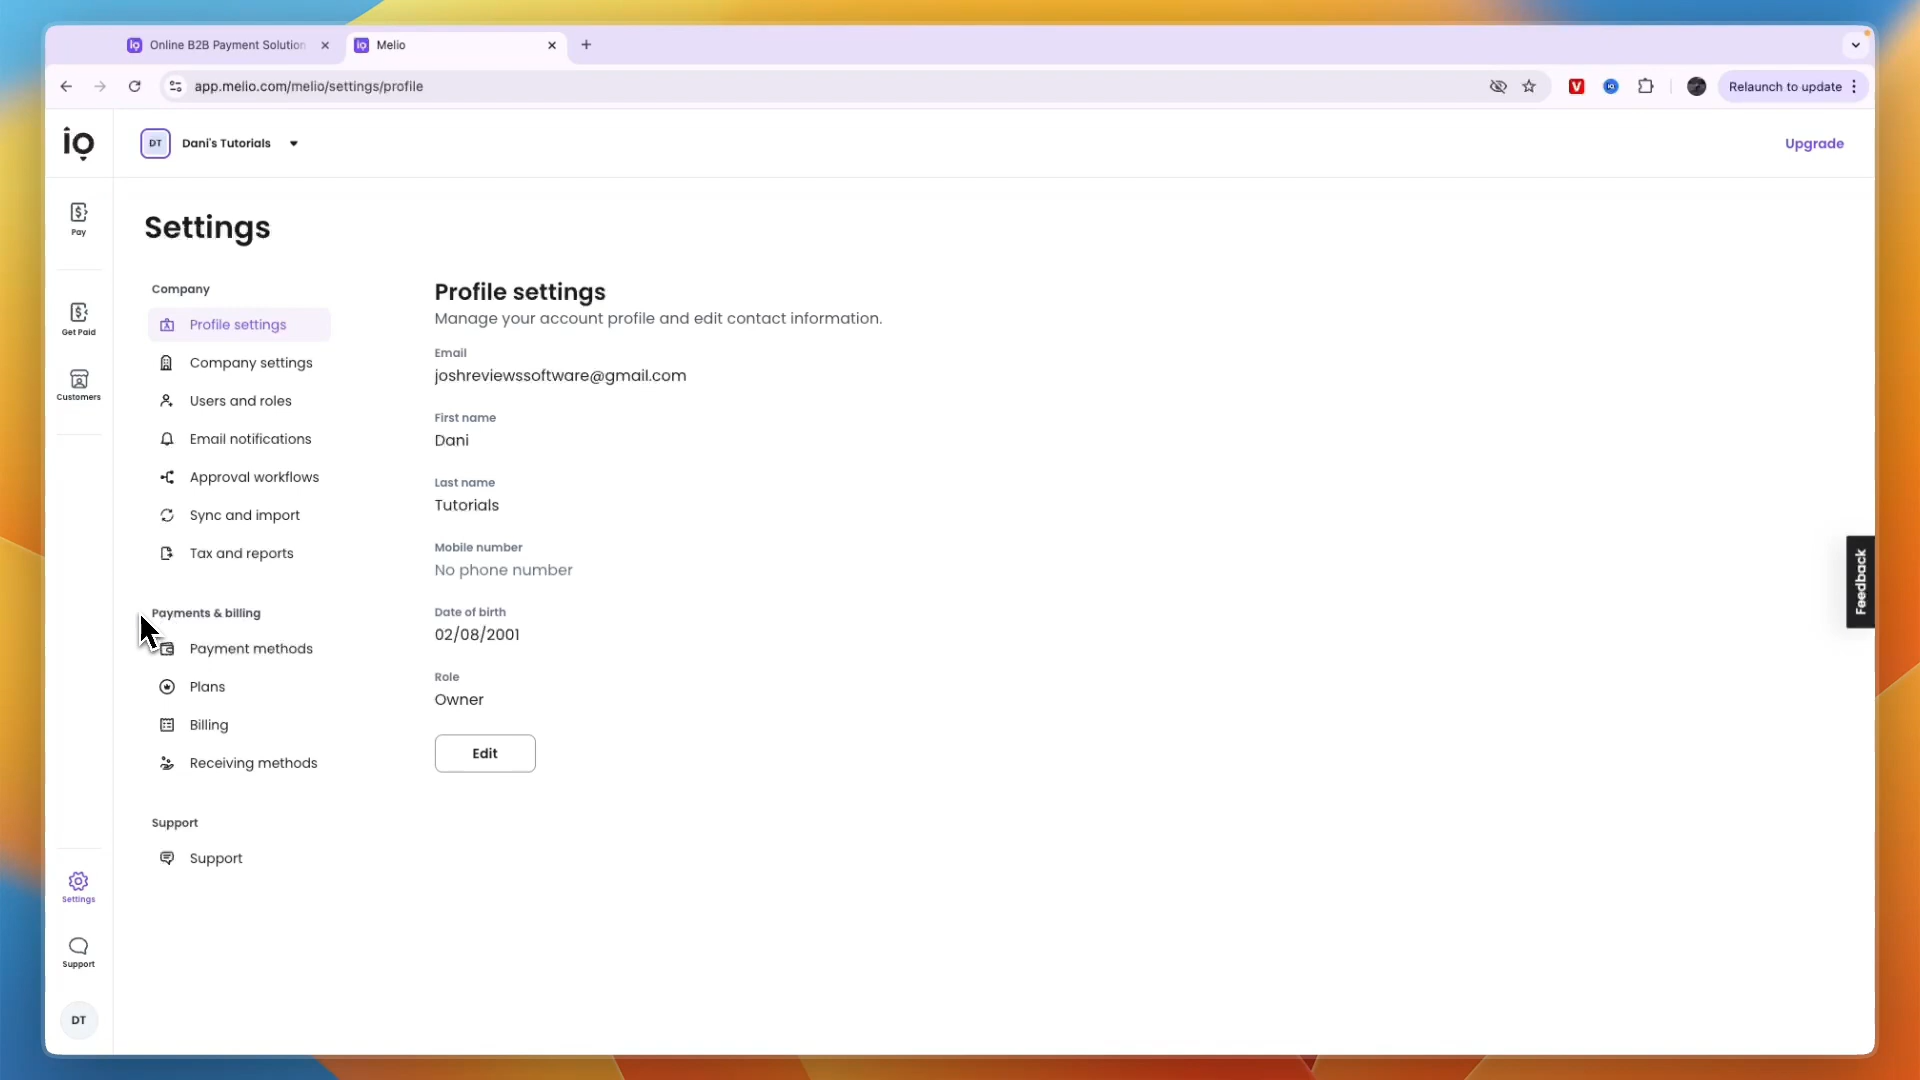 Online B2B Payment Solution
Melio
app.melio.com/melio/settings/profile
Relaunch to update
DT
Dani's Tutorials
Upgrade
Pay
Get Paid
Customers
Settings
Support
DT
Settings
Company
Profile settings
Company settings
Users and roles
Email notifications
Approval workflows
Sync and import
Tax and reports
Payments & billing
Payment methods
Plans
Billing
Receiving methods
Support
Support
Profile settings
Manage your account profile and edit contact information.
Email
joshreviewssoftware@gmail.com
First name
Dani
Last name
Tutorials
Mobile number
No phone number
Date of birth
02/08/2001
Role
Owner
Edit
Feedback